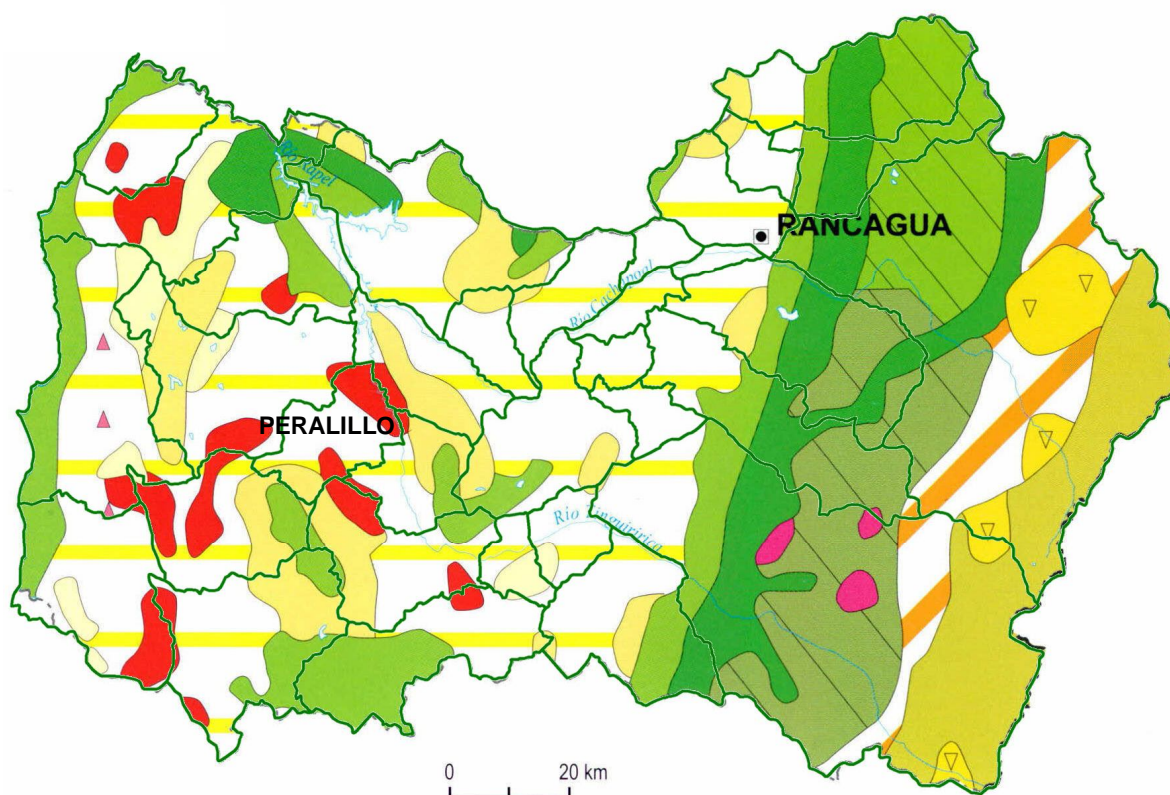 Río Rapel
RANCAGUA
Río Cachapoal
PERALILLO
Río Tinguiririca
0 20 km